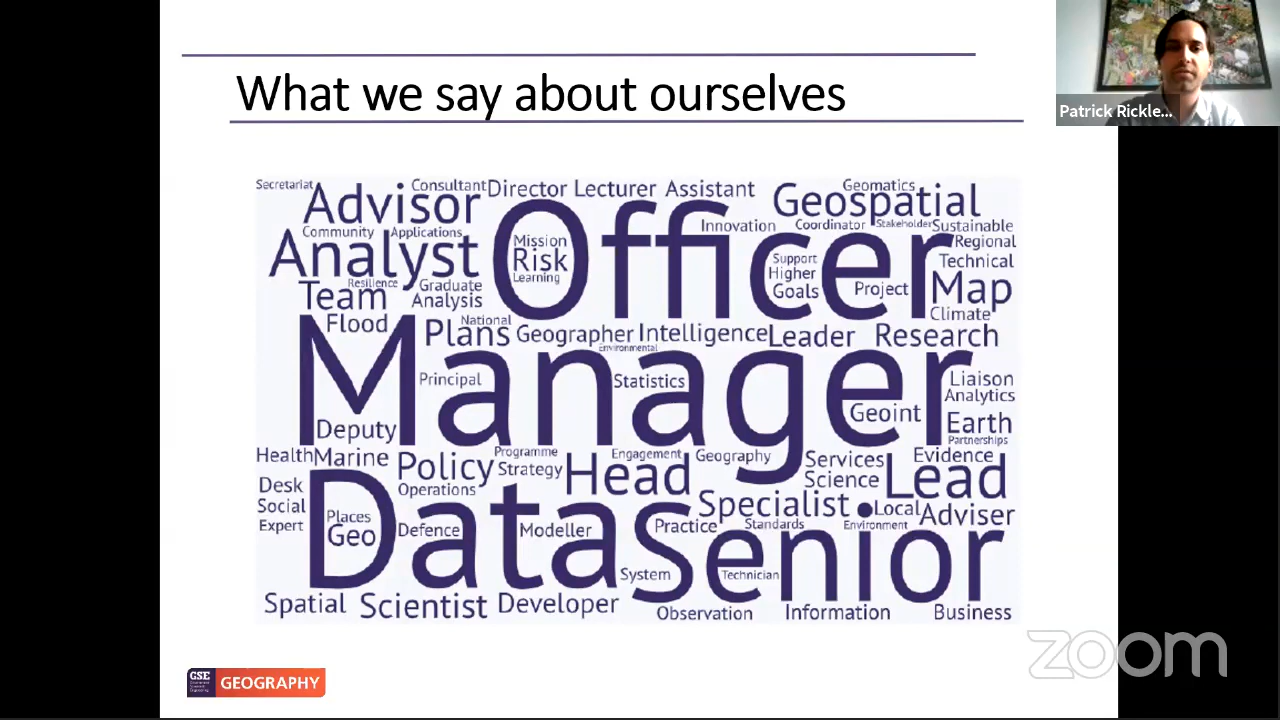 What we say about ourselves
Patrick Rickle...
Secretariat Advisor Consultant Director Lecturer Assistant Geospatial Geomatics
Community Applications Officer Innovation Coordinator Stakeholder Sustainable
Analyst Mission Risk Learning Support Higher Goals Regional Technical
Resilience Team Graduate Analysis Project Map Climate
Flood Plans National Geographer Intelligence Leader Research
Environmental
Manager Principal Statistics Liaison Analytics
Deputy Geoint Earth Partnerships
Health Marine Policy Programme Strategy Head Engagement Geography Services Science Evidence Lead
Desk Operations Specialist Local Adviser
Social Expert Places Geo Data Defence Modeller Senior Practice Standards Environment
System Technician
Spatial Scientist Developer Observation Information Business
GSE GEOGRAPHY
zoom